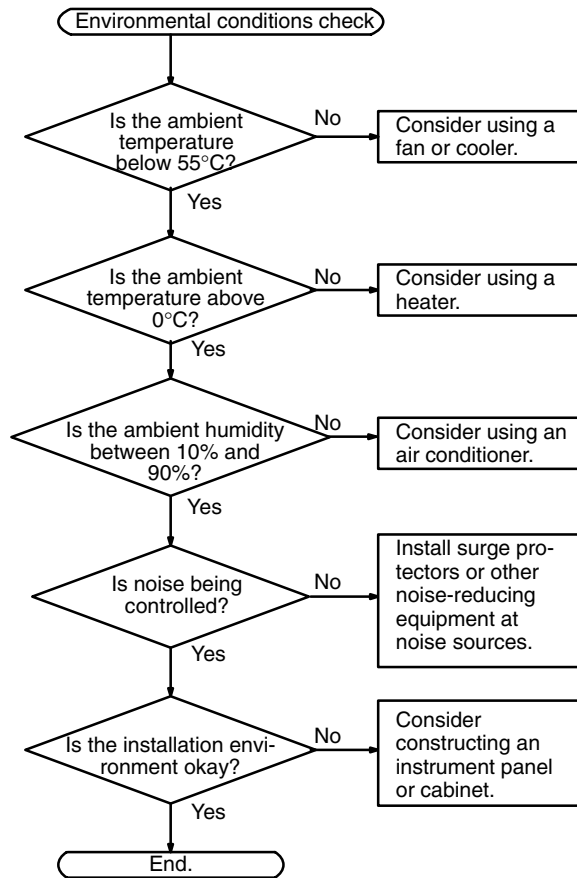 Environmental conditions check
Is the ambient
temperature
below 55°C?
No
Consider using a
fan or cooler.
Yes
Is the ambient
temperature above
0°C?
No
Consider using a
heater.
Yes
Is the ambient humidity
between 10% and
90%?
No
Consider using an
air conditioner.
Yes
Is noise being
controlled?
No
Install surge pro-
tectors or other
noise-reducing
equipment at
noise sources.
Yes
Is the installation envi-
ronment okay?
No
Consider
constructing an
instrument panel
or cabinet.
Yes
End.